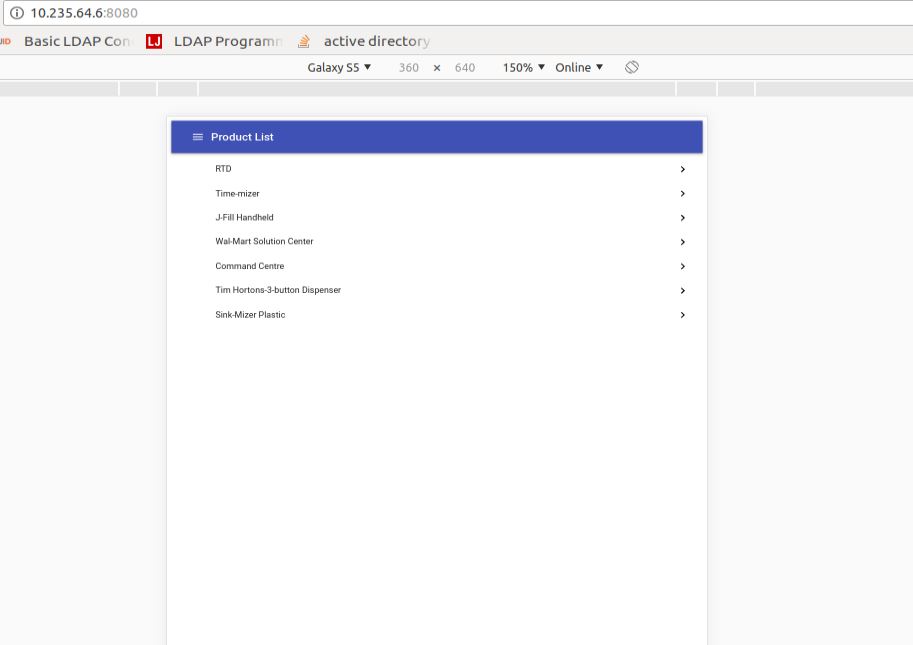 10.235.64.6:8080
Basic LDAP Con LJ LDAP Program active directory
Galaxy S5 360 × 640 150% Online
Product List
RTD
Time-mizer
J-Fill Handheld
Wal-Mart Solution Center
Command Centre
Tim Hortons-3-button Dispenser
Sink-Mizer Plastic